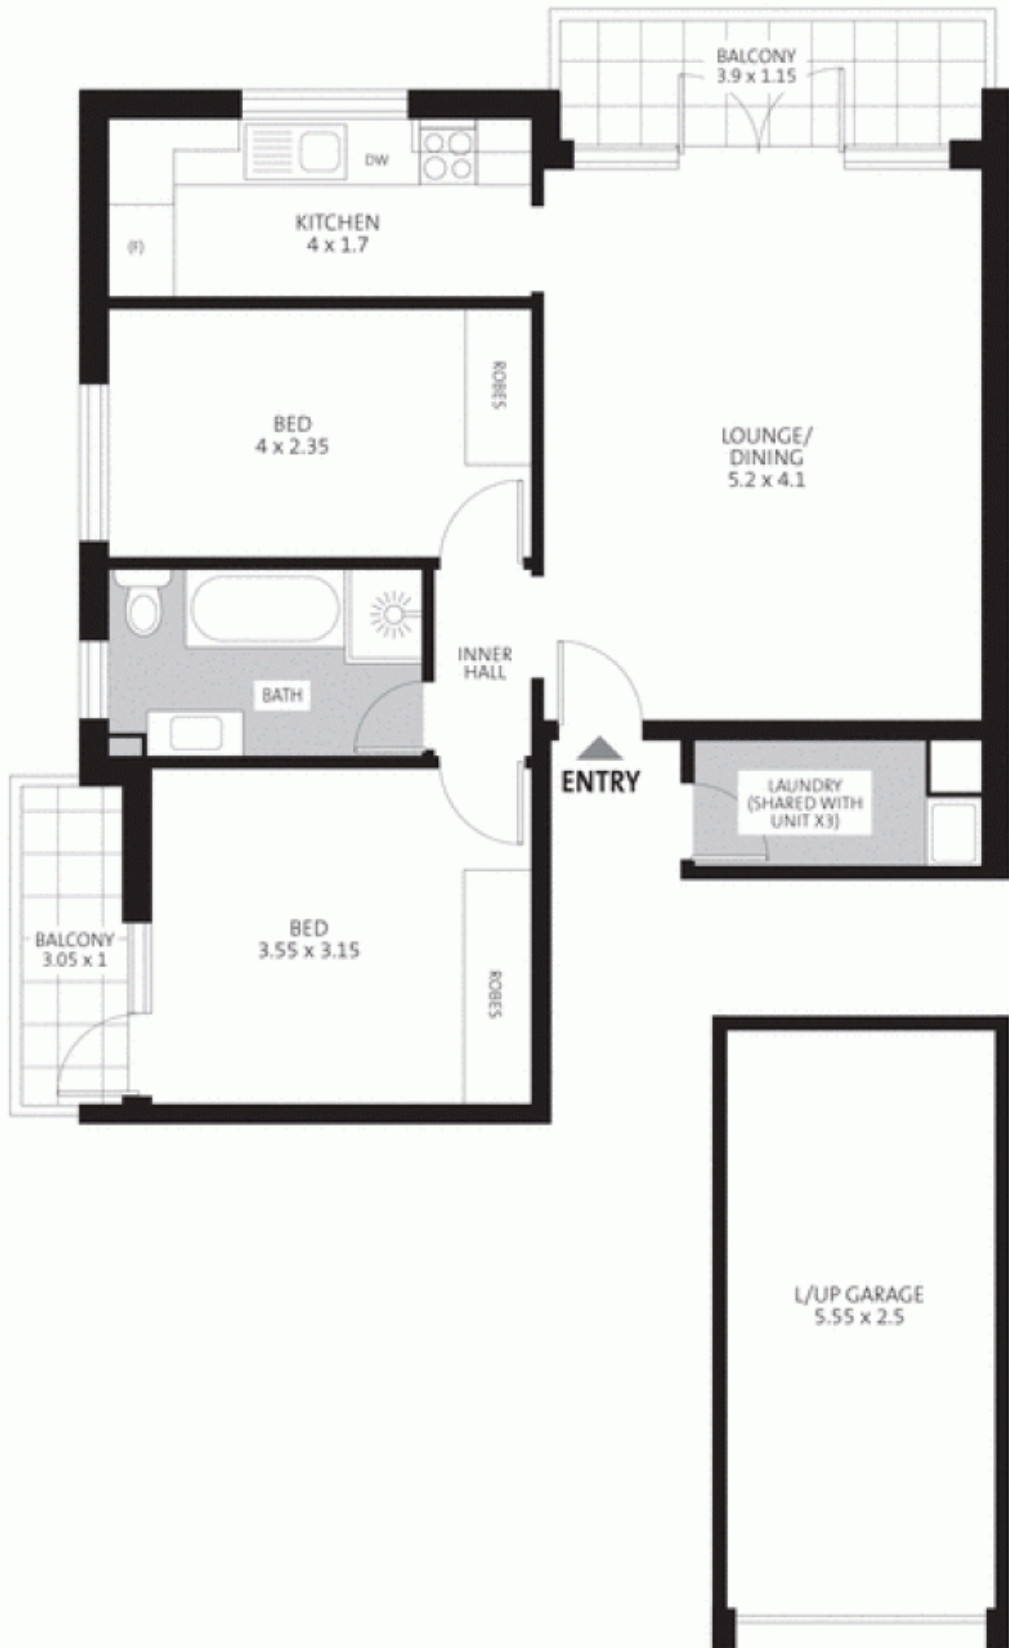 BALCONY
3.9 x 1.15
DW
KITCHEN
4 x 1.7
(F)
ROBES
BED
4 x 2.35
LOUNGE/
DINING
5.2 x 4.1
INNER
HALL
BATH
ENTRY
LAUNDRY
(SHARED WITH
UNIT X3)
BED
3.55 x 3.15
BALCONY
3.05 x 1
ROBES
L/UP GARAGE
5.55 x 2.5